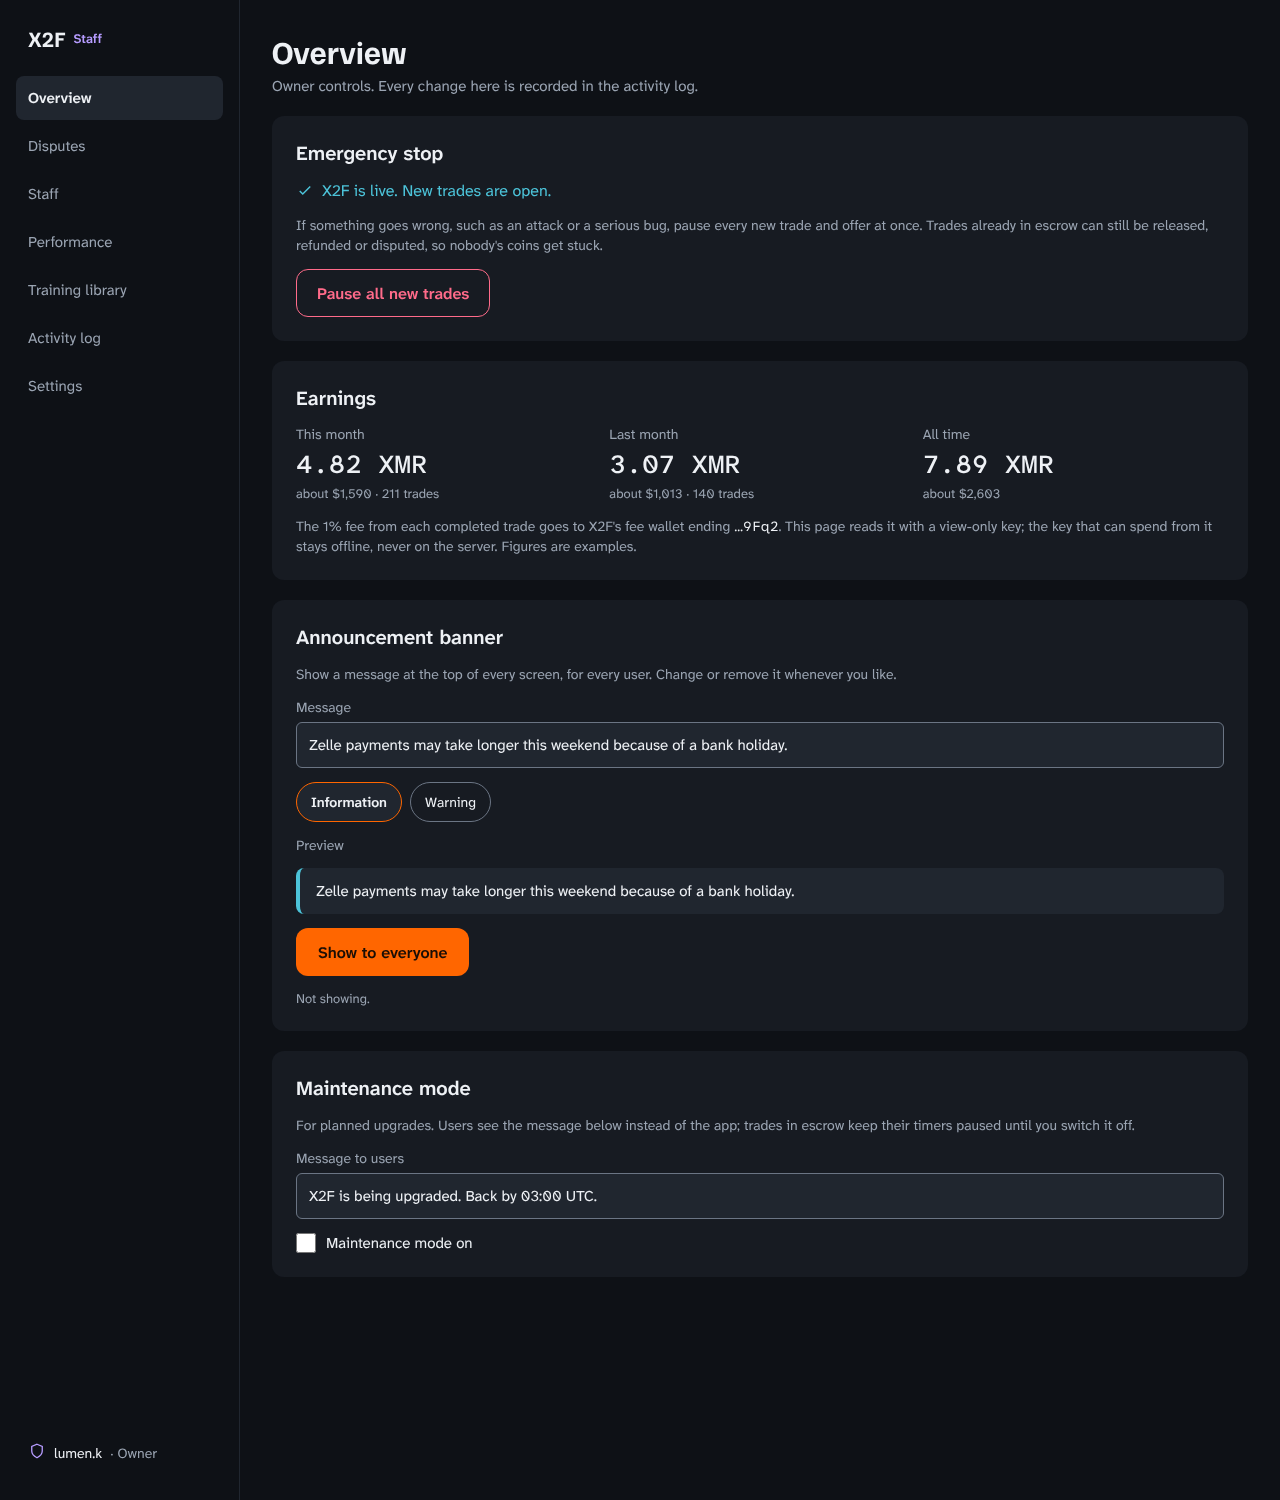 X2F Staff
Overview
Disputes
Staff
Performance
Training library
Activity log
Settings
lumen.k · Owner
Overview
Owner controls. Every change here is recorded in the activity log.
Emergency stop
X2F is live. New trades are open.
If something goes wrong, such as an attack or a serious bug, pause every new trade and offer at once. Trades already in escrow can still be released,
refunded or disputed, so nobody's coins get stuck.
Pause all new trades
Earnings
This month
4.82 XMR
about $1,590 · 211 trades
Last month
3.07 XMR
about $1,013 · 140 trades
All time
7.89 XMR
about $2,603
The 1% fee from each completed trade goes to X2F's fee wallet ending …9Fq2. This page reads it with a view-only key; the key that can spend from it
stays offline, never on the server. Figures are examples.
Announcement banner
Show a message at the top of every screen, for every user. Change or remove it whenever you like.
Message
Zelle payments may take longer this weekend because of a bank holiday.
Information
Warning
Preview
Zelle payments may take longer this weekend because of a bank holiday.
Show to everyone
Not showing.
Maintenance mode
For planned upgrades. Users see the message below instead of the app; trades in escrow keep their timers paused until you switch it off.
Message to users
X2F is being upgraded. Back by 03:00 UTC.
Maintenance mode on